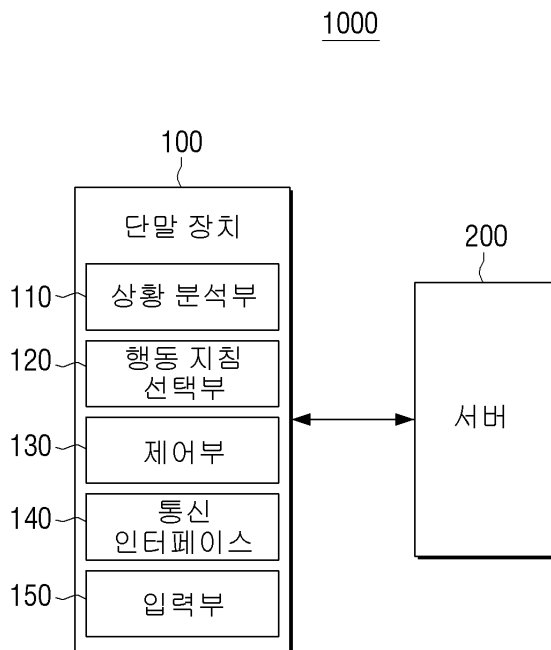 1000
100
단말 장치
200
110
상황 분석부
120
행동 지침
선택부
서버
130
제어부
140
통신
인터페이스
150
입력부